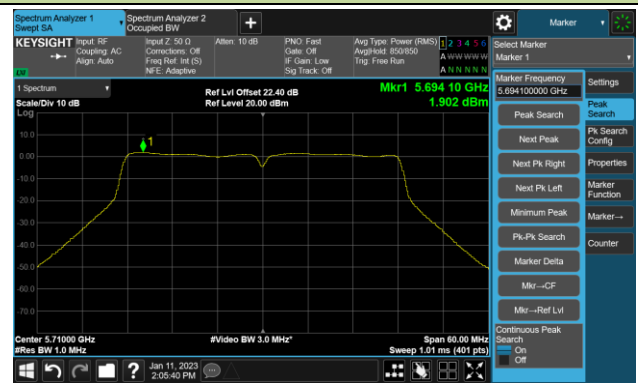 Spectrum Analyzer 1
Swept SA
Spectrum Analyzer 2
Occupied BW
Marker
KEYSIGHT
Input: RF
Coupling: AC
Align: Auto
Input Z: 50 Ω
Corrections: Off
Freq Ref: Int (S)
NFE: Adaptive
Atten: 10 dB
PNO: Fast
Gate: Off
IF Gain: Low
Sig Track: Off
Avg Type: Power (RMS)
Avg|Hold: 850/850
Trig: Free Run
1 2 3 4 5 6
A W W W W W
A N N N N N
LXI
Select Marker
Marker 1
Marker Frequency
5.694100000 GHz
Settings
Peak Search
Next Peak
Next Pk Right
Next Pk Left
Minimum Peak
Pk-Pk Search
Marker Delta
Mkr→CF
Mkr→Ref Lvl
Continuous Peak
Search
On
Off
Peak
Search
Pk Search
Config
Properties
Marker
Function
Marker→
Counter
1 Spectrum
Scale/Div 10 dB
Log
Ref Lvl Offset 22.40 dB
Ref Level 20.00 dBm
Mkr1 5.694 10 GHz
1.902 dBm
1
10.0
0.00
-10.0
-20.0
-30.0
-40.0
-50.0
-60.0
-70.0
Center 5.71000 GHz
#Res BW 1.0 MHz
#Video BW 3.0 MHz*
Span 60.00 MHz
Sweep 1.01 ms (401 pts)
?
Jan 11, 2023
2:05:40 PM